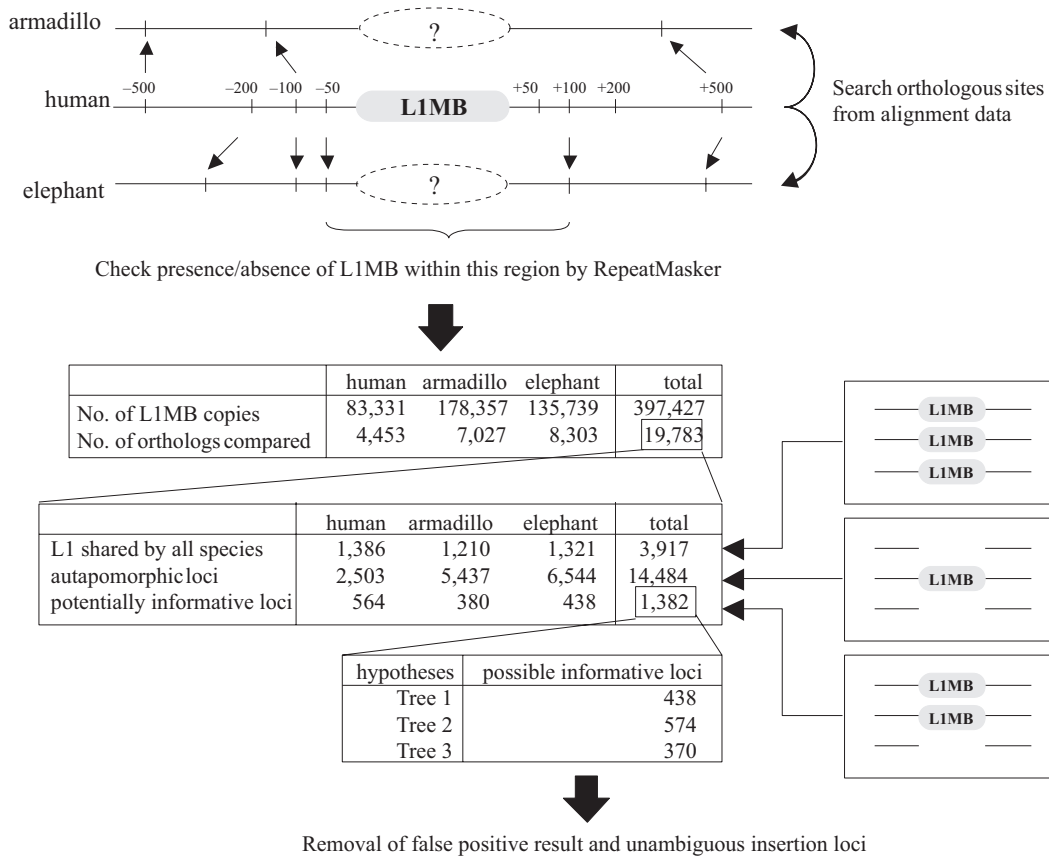 armadillo
?
–500 –200 –100 –50 +50 +100 +200 +500
human
L1MB
Search orthologous sites
from alignment data
?
elephant
Check presence/absence of L1MB within this region by RepeatMasker
human armadillo elephant total
No. of L1MB copies 83,331 178,357 135,739 397,427
No. of orthologs compared 4,453 7,027 8,303 19,783
L1MB
L1MB
L1MB
human armadillo elephant total
L1 shared by all species 1,386 1,210 1,321 3,917
autapomorphic loci 2,503 5,437 6,544 14,484
potentially informative loci 564 380 438 1,382
L1MB
hypotheses possible informative loci
Tree 1 438
Tree 2 574
Tree 3 370
L1MB
L1MB
Removal of false positive result and unambiguous insertion loci